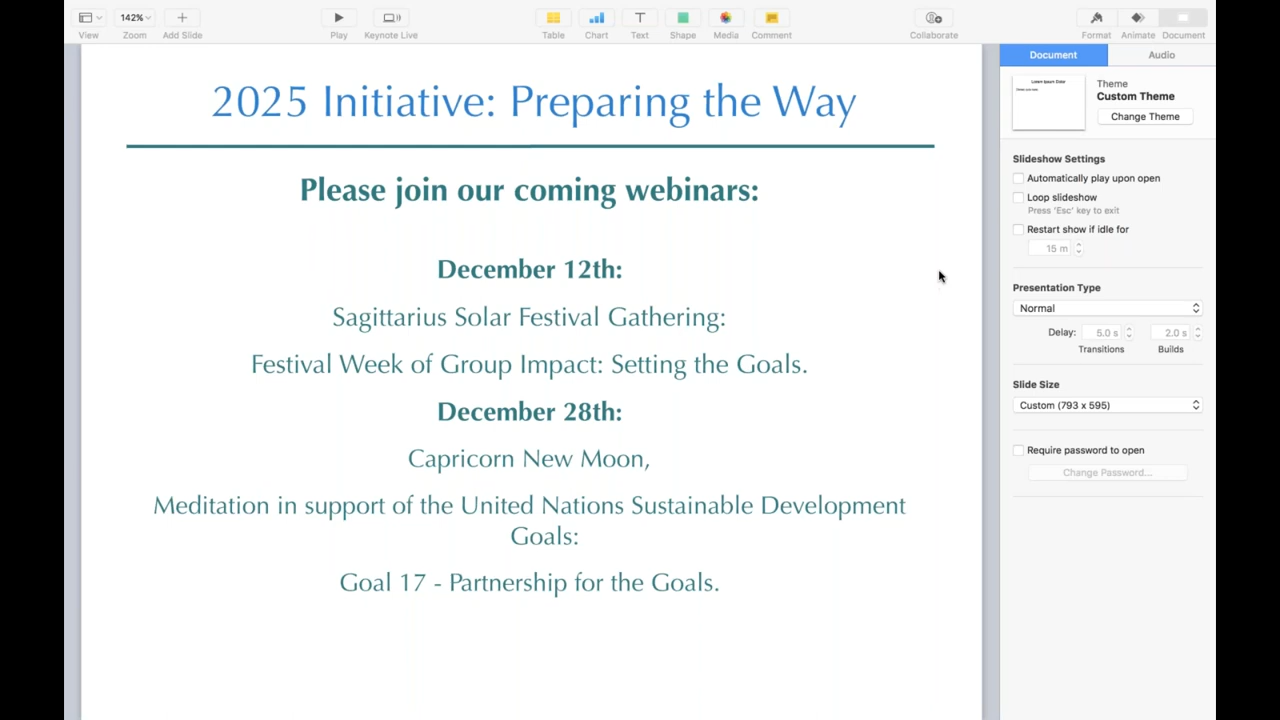 142%
View
Zoom
Add Slide
Play
Keynote Live
Table
Chart
Text
Shape
Media
Comment
Collaborate
Format
Animate
Document
2025 Initiative: Preparing the Way
Please join our coming webinars:
December 12th:
Sagittarius Solar Festival Gathering:
Festival Week of Group Impact: Setting the Goals.
December 28th:
Capricorn New Moon,
Meditation in support of the United Nations Sustainable Development
Goals:
Goal 17 - Partnership for the Goals.
Document
Audio
Lorem Ipsum Dolor
Theme
Custom Theme
Change Theme
Slideshow Settings
Automatically play upon open
Loop slideshow
Press 'Esc' key to exit
Restart show if idle for
15 m
Presentation Type
Normal
Delay:
5.0 s
2.0 s
Transitions
Builds
Slide Size
Custom (793 x 595)
Require password to open
Change Password...